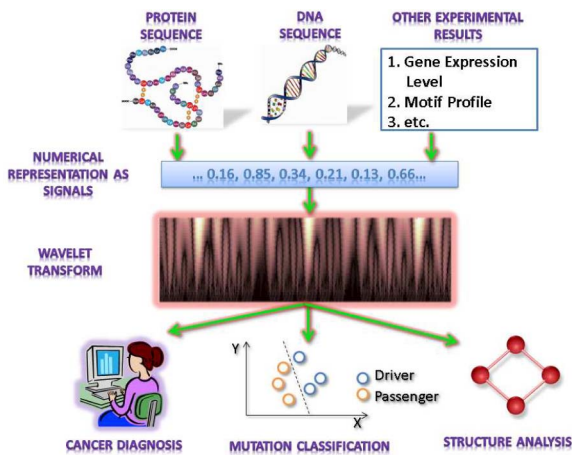 PROTEIN
SEQUENCE
DNA
SEQUENCE
OTHER EXPERIMENTAL
RESULTS
1. Gene Expression
Level
2. Motif Profile
3. etc.
NUMERICAL
REPRESENTATION AS
SIGNALS
... 0.16, 0.85, 0.34, 0.21, 0.13, 0.66...
WAVELET
TRANSFORM
Y
Driver
Passenger
X
CANCER DIAGNOSIS
MUTATION CLASSIFICATION
STRUCTURE ANALYSIS